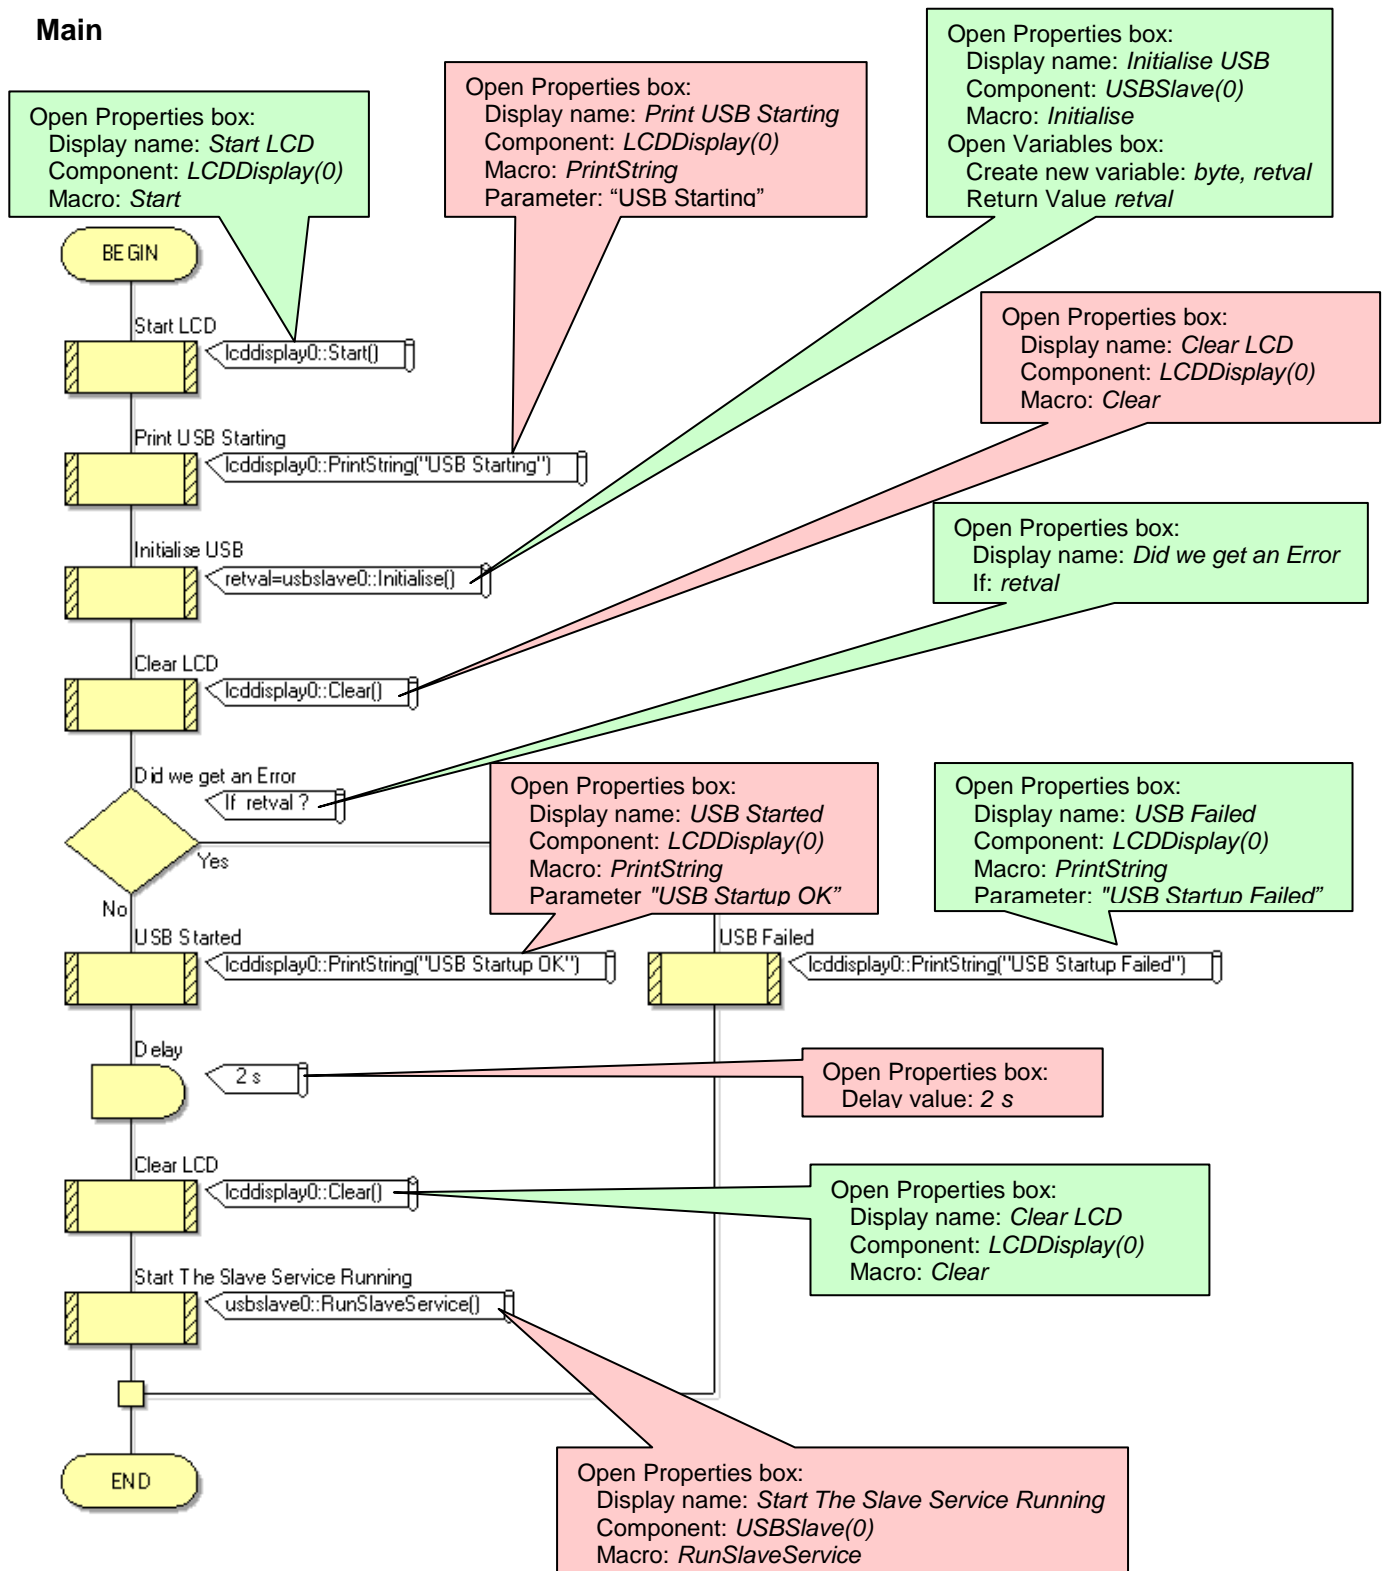 Main
Open Properties box:
Display name: Initialise USB
Component: USBSlave(0)
Macro: Initialise
Open Variables box:
Create new variable: byte, retval
Return Value retval
Open Properties box:
Display name: Print USB Starting
Component: LCDDisplay(0)
Macro: PrintString
Parameter: “USB Starting”
Open Properties box:
Display name: Start LCD
Component: LCDDisplay(0)
Macro: Start
BEGIN
Start LCD
lcddisplay0::Start()
Open Properties box:
Display name: Clear LCD
Component: LCDDisplay(0)
Macro: Clear
Print USB Starting
lcddisplay0::PrintString("USB Starting")
Open Properties box:
Display name: Did we get an Error
If: retval
Initialise USB
retval=usbslave0::Initialise()
Clear LCD
lcddisplay0::Clear()
Did we get an Error
If retval ?
Yes
No
Open Properties box:
Display name: USB Started
Component: LCDDisplay(0)
Macro: PrintString
Parameter "USB Startup OK”
Open Properties box:
Display name: USB Failed
Component: LCDDisplay(0)
Macro: PrintString
Parameter: "USB Startup Failed”
USB Started
lcddisplay0::PrintString("USB Startup OK")
USB Failed
lcddisplay0::PrintString("USB Startup Failed")
Delay
2 s
Open Properties box:
Delay value: 2 s
Clear LCD
lcddisplay0::Clear()
Open Properties box:
Display name: Clear LCD
Component: LCDDisplay(0)
Macro: Clear
Start The Slave Service Running
usbslave0::RunSlaveService()
END
Open Properties box:
Display name: Start The Slave Service Running
Component: USBSlave(0)
Macro: RunSlaveService